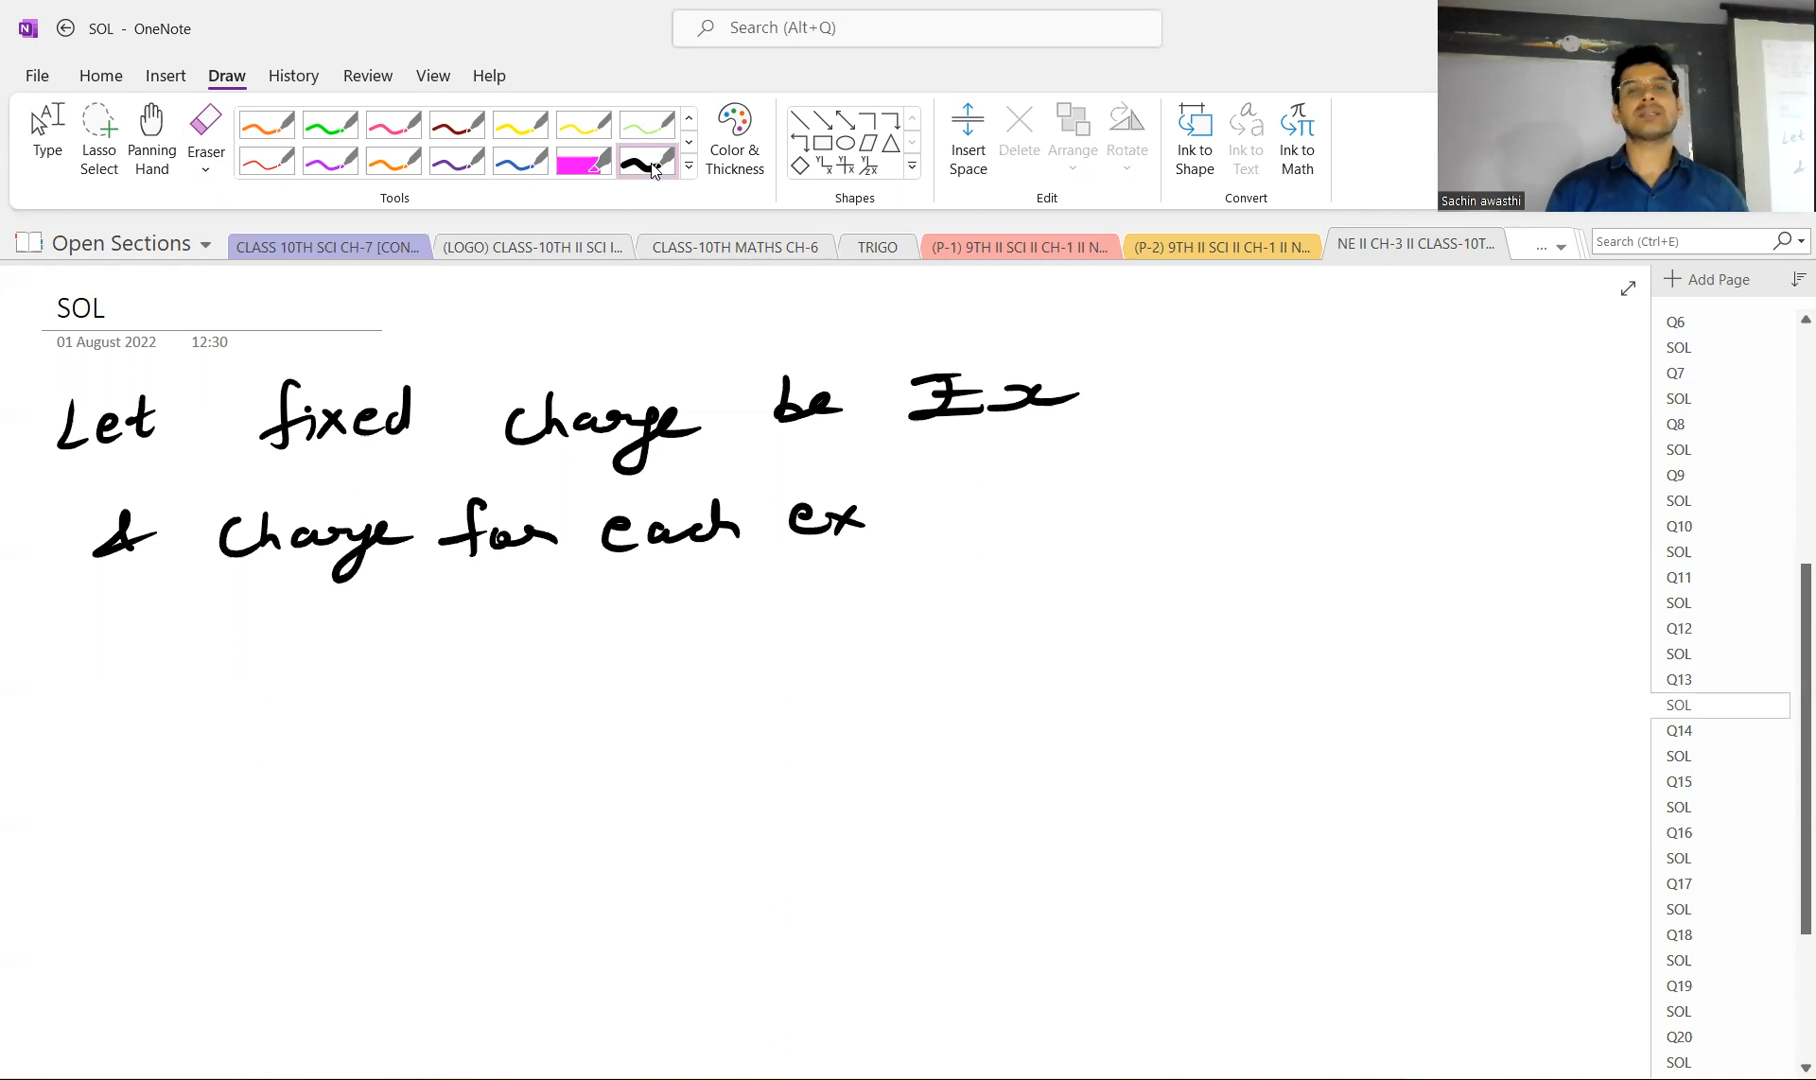 SOL - OneNote
Search (Alt+Q)
File Home Insert Draw History Review View Help
Type
Lasso Select
Panning Hand
Eraser
Color & Thickness
Insert Space
Delete
Arrange
Rotate
Ink to Shape
Ink to Text
Ink to Math
Tools
Shapes
Edit
Convert
Sachin awasthi
Open Sections
CLASS 10TH SCI CH-7 [CON...
(LOGO) CLASS-10TH II SCI I...
CLASS-10TH MATHS CH-6
TRIGO
(P-1) 9TH II SCI II CH-1 II N...
(P-2) 9TH II SCI II CH-1 II N...
NE II CH-3 II CLASS-10T...
...
Search (Ctrl+E)
Add Page
SOL
01 August 2022 12:30
Let fixed charge be ₹x
& charge for each ex
Q6
SOL
Q7
SOL
Q8
SOL
Q9
SOL
Q10
SOL
Q11
SOL
Q12
SOL
Q13
SOL
Q14
SOL
Q15
SOL
Q16
SOL
Q17
SOL
Q18
SOL
Q19
SOL
Q20
SOL